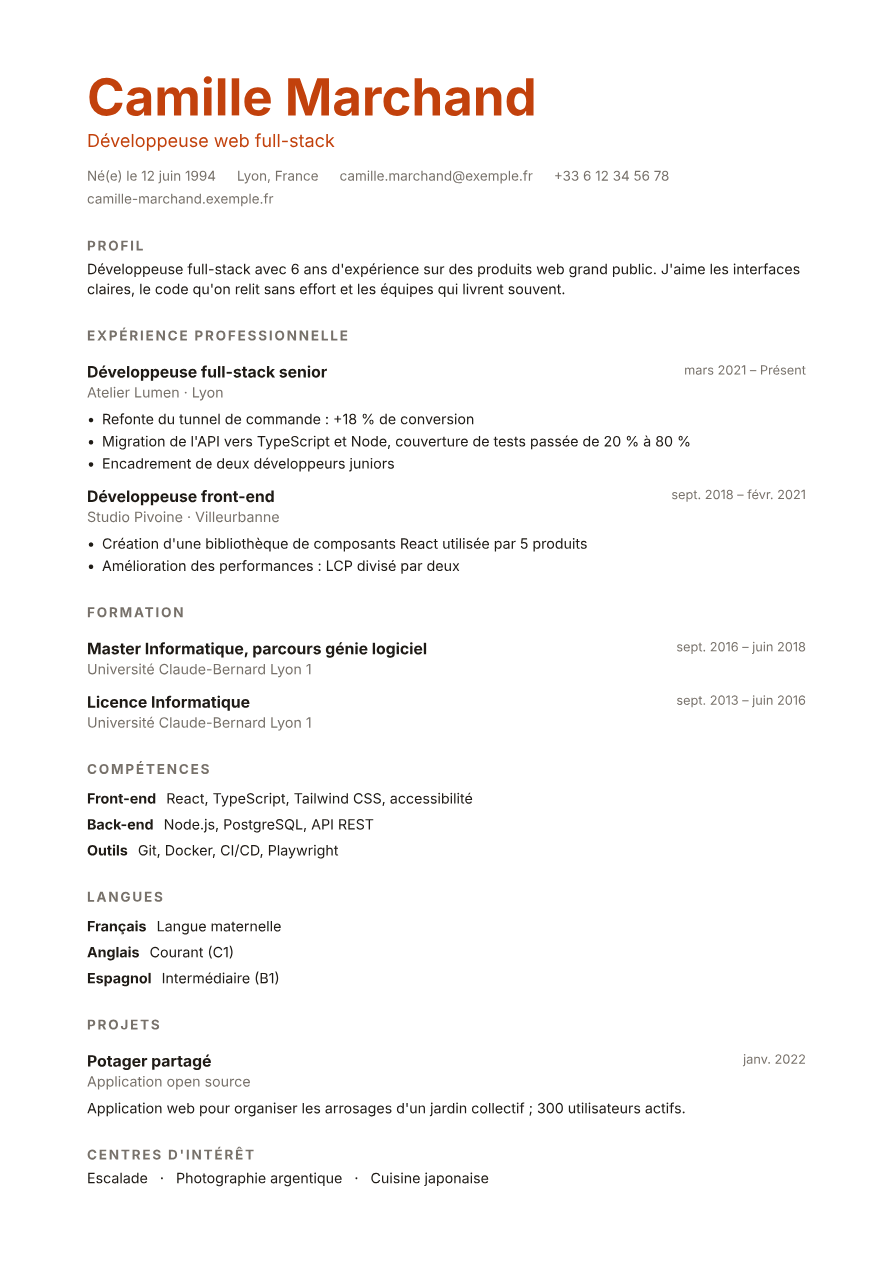 Camille Marchand
Développeuse web full-stack
Né(e) le 12 juin 1994 Lyon, France camille.marchand@exemple.fr +33 6 12 34 56 78
camille-marchand.exemple.fr
PROFIL
Développeuse full-stack avec 6 ans d'expérience sur des produits web grand public. J'aime les interfaces
claires, le code qu'on relit sans effort et les équipes qui livrent souvent.
EXPÉRIENCE PROFESSIONNELLE
Développeuse full-stack senior mars 2021 – Présent
Atelier Lumen · Lyon
• Refonte du tunnel de commande : +18 % de conversion
• Migration de l'API vers TypeScript et Node, couverture de tests passée de 20 % à 80 %
• Encadrement de deux développeurs juniors
Développeuse front-end sept. 2018 – févr. 2021
Studio Pivoine · Villeurbanne
• Création d'une bibliothèque de composants React utilisée par 5 produits
• Amélioration des performances : LCP divisé par deux
FORMATION
Master Informatique, parcours génie logiciel sept. 2016 – juin 2018
Université Claude-Bernard Lyon 1
Licence Informatique sept. 2013 – juin 2016
Université Claude-Bernard Lyon 1
COMPÉTENCES
Front-end React, TypeScript, Tailwind CSS, accessibilité
Back-end Node.js, PostgreSQL, API REST
Outils Git, Docker, CI/CD, Playwright
LANGUES
Français Langue maternelle
Anglais Courant (C1)
Espagnol Intermédiaire (B1)
PROJETS
Potager partagé janv. 2022
Application open source
Application web pour organiser les arrosages d'un jardin collectif ; 300 utilisateurs actifs.
CENTRES D'INTÉRÊT
Escalade · Photographie argentique · Cuisine japonaise